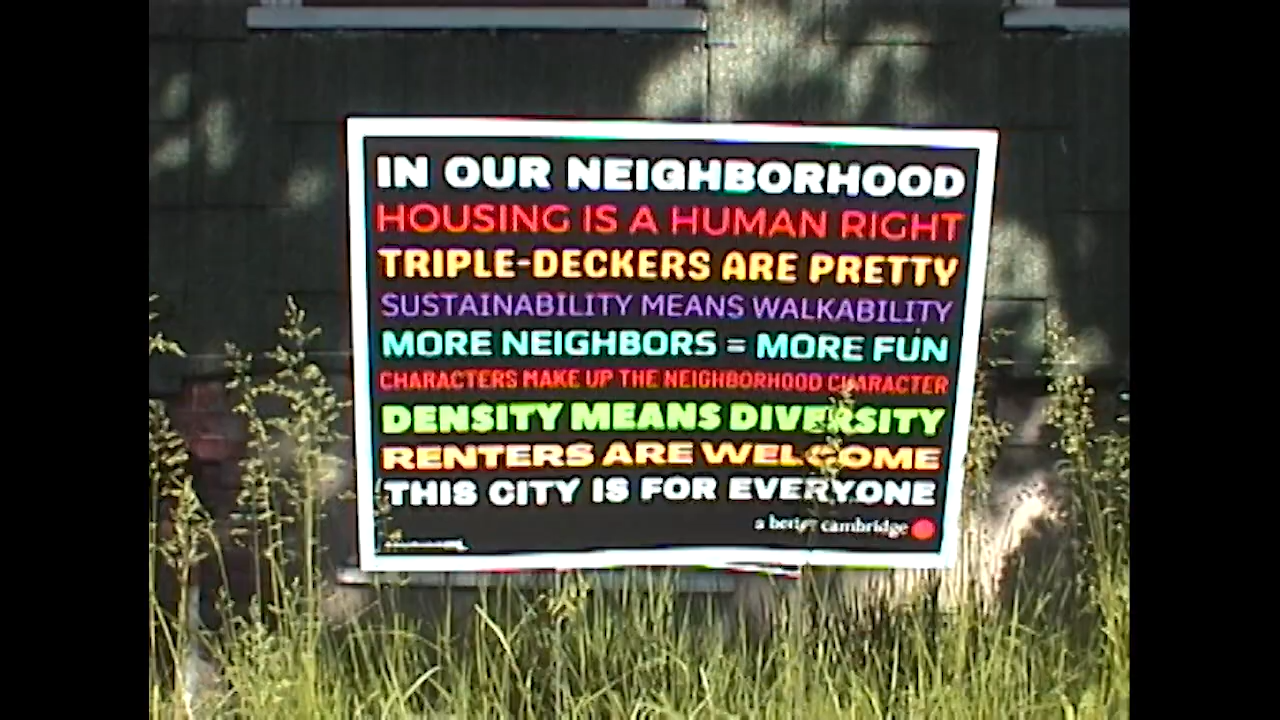 IN OUR NEIGHBORHOOD
HOUSING IS A HUMAN RIGHT
TRIPLE-DECKERS ARE PRETTY
SUSTAINABILITY MEANS WALKABILITY
MORE NEIGHBORS = MORE FUN
CHARACTERS MAKE UP THE NEIGHBORHOOD CHARACTER
DENSITY MEANS DIVERSITY
RENTERS ARE WELCOME
THIS CITY IS FOR EVERYONE
a better cambridge